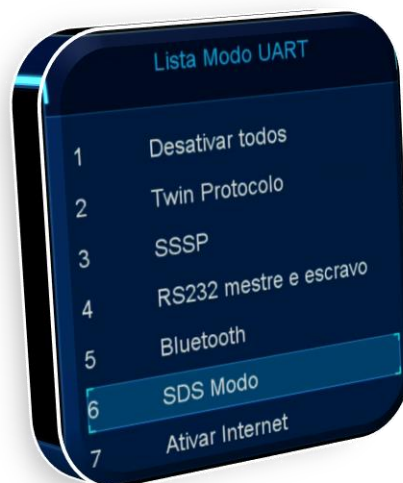 Lista Modo UART
1 Desativar todos
2 Twin Protocolo
3 SSSP
4 RS232 mestre e escravo
5 Bluetooth
6 SDS Modo
7 Ativar Internet